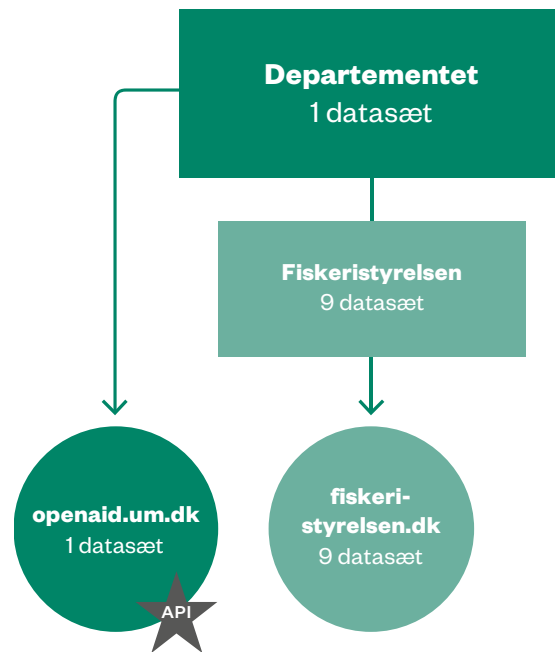 Departementet
1 datasæt
Fiskeristyrelsen
9 datasæt
openaid.um.dk
1 datasæt
API
fiskeri-
styrelsen.dk
9 datasæt